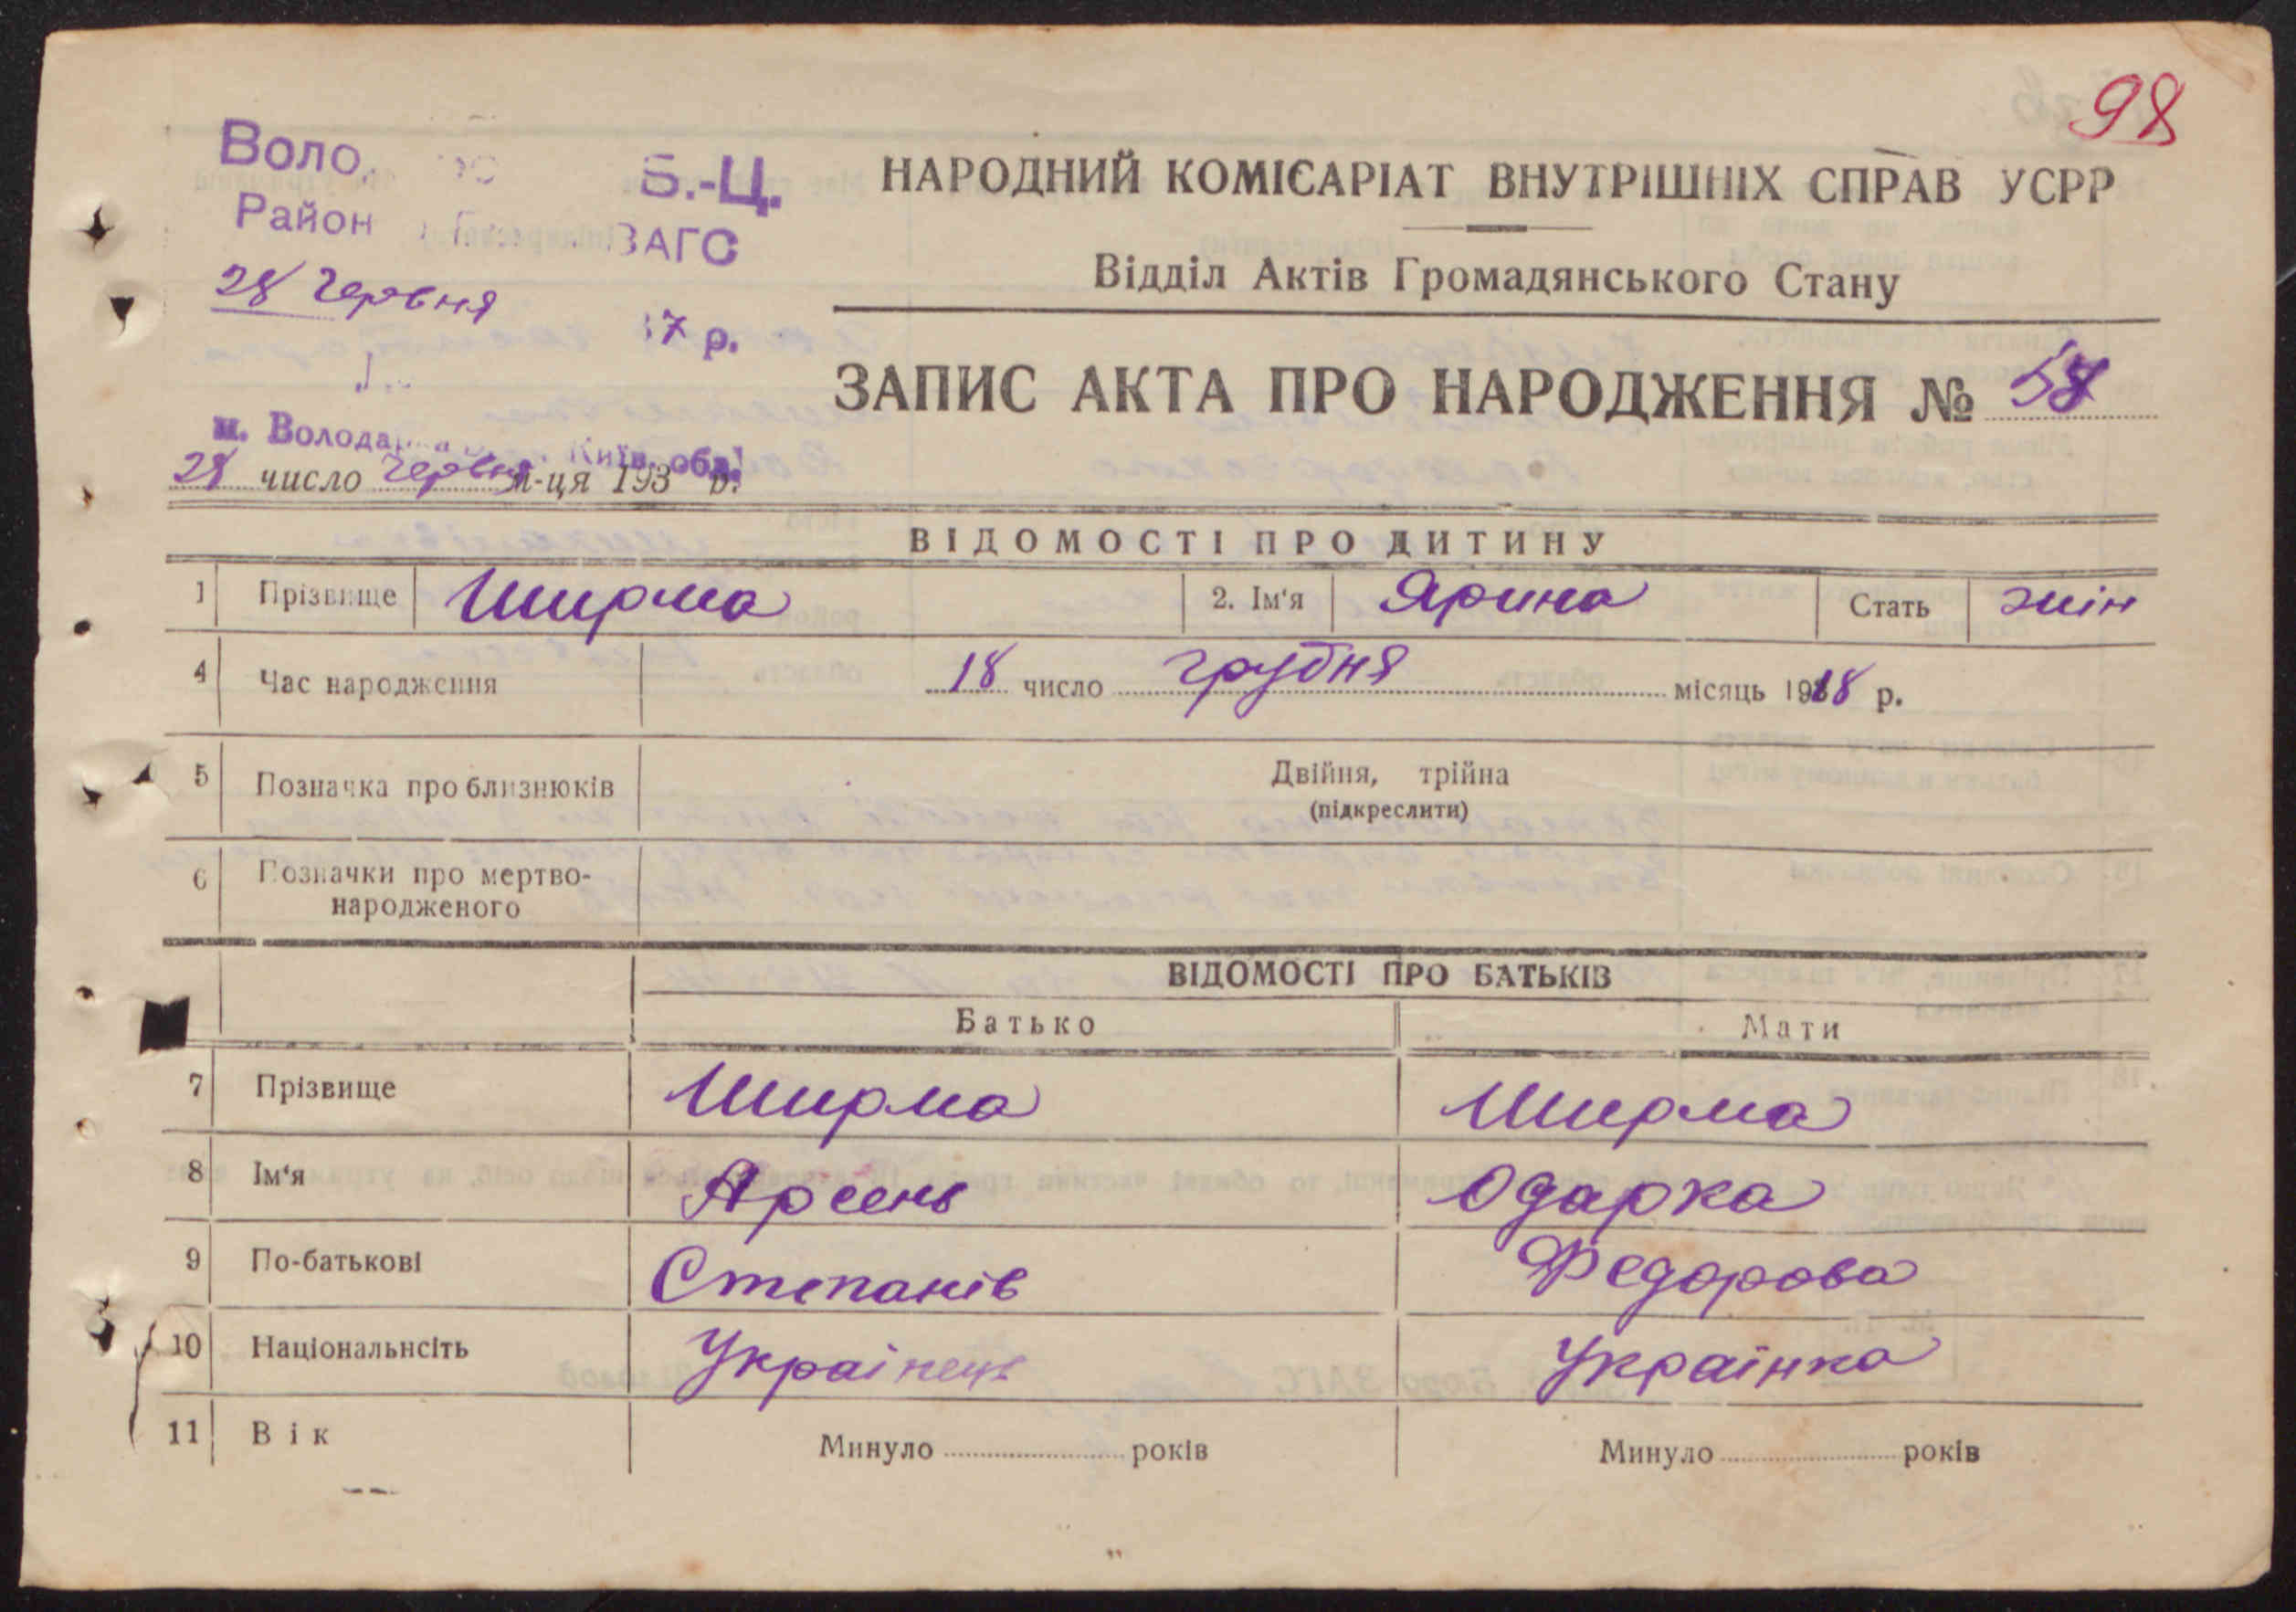 98
Воло Б.-Ц.
Район ЗАГС
28 червня 37 р.
м. Володарка Київ. обл.
28 число червня м-ця 193 р.
НАРОДНИЙ КОМІСАРІАТ ВНУТРІШНІХ СПРАВ УСРР
Відділ Актів Громадянського Стану
ЗАПИС АКТА ПРО НАРОДЖЕННЯ № 58
ВІДОМОСТІ ПРО ДИТИНУ
1 Прізвище Ширма 2. Ім'я Ярина Стать жін
4 Час народження 18 число грудня місяць 1918 р.
5 Позначка про близнюків Двійня, трійна
(підкреслити)
6 Позначки про мертво-
народженого
ВІДОМОСТІ ПРО БАТЬКІВ
Батько Мати
7 Прізвище Ширма Ширма
8 Ім'я Арсень Одарка
9 По-батькові Степанів Федорова
10 Національнсіть Українець Українка
11 Вік Минуло років Минуло років